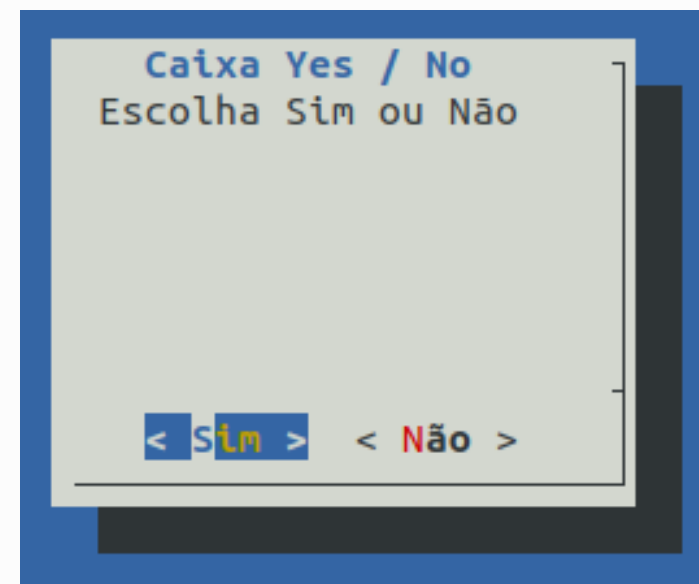 Caixa Yes / No
Escolha Sim ou Não
< Sim > < Não >